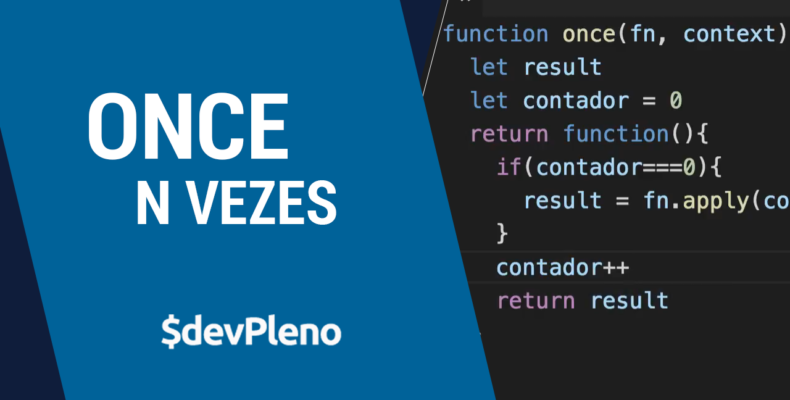 ONCE
N VEZES
$devPleno
function once(fn, context)
let result
let contador = 0
return function(){
if(contador===0){
result = fn.apply(co
}
contador++
return result